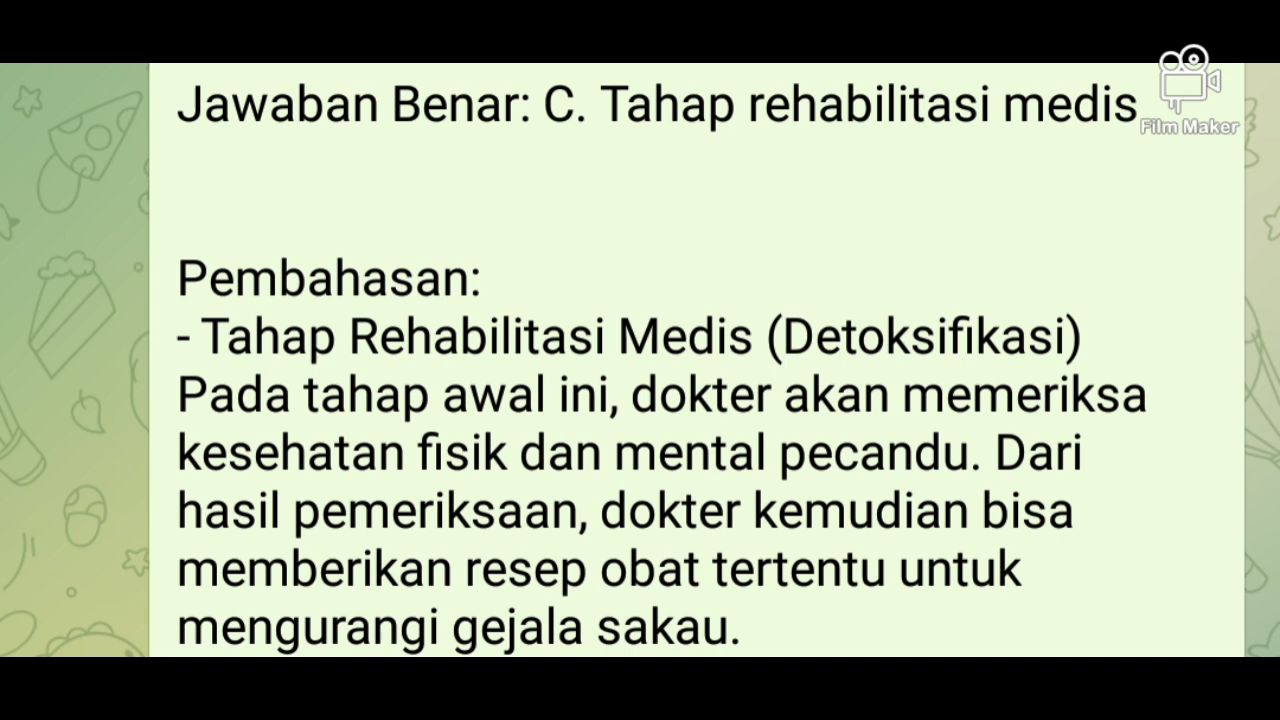 Jawaban Benar: C. Tahap rehabilitasi medis
Film Maker
Pembahasan:
- Tahap Rehabilitasi Medis (Detoksifikasi)
Pada tahap awal ini, dokter akan memeriksa
kesehatan fisik dan mental pecandu. Dari
hasil pemeriksaan, dokter kemudian bisa
memberikan resep obat tertentu untuk
mengurangi gejala sakau.